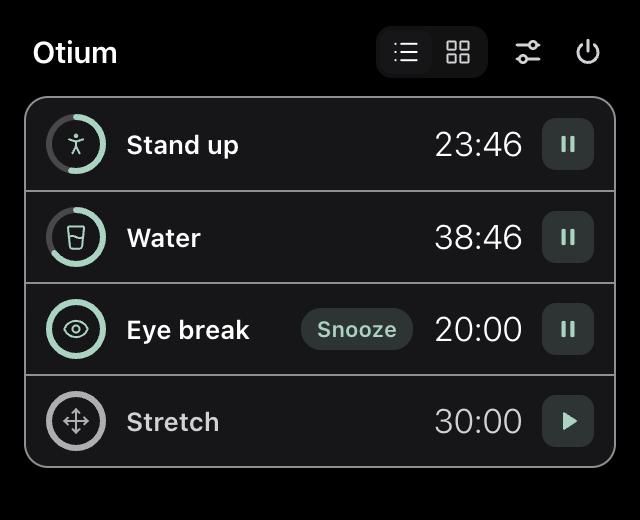 Otium
Stand up 23:46
Water 38:46
Eye break Snooze 20:00
Stretch 30:00